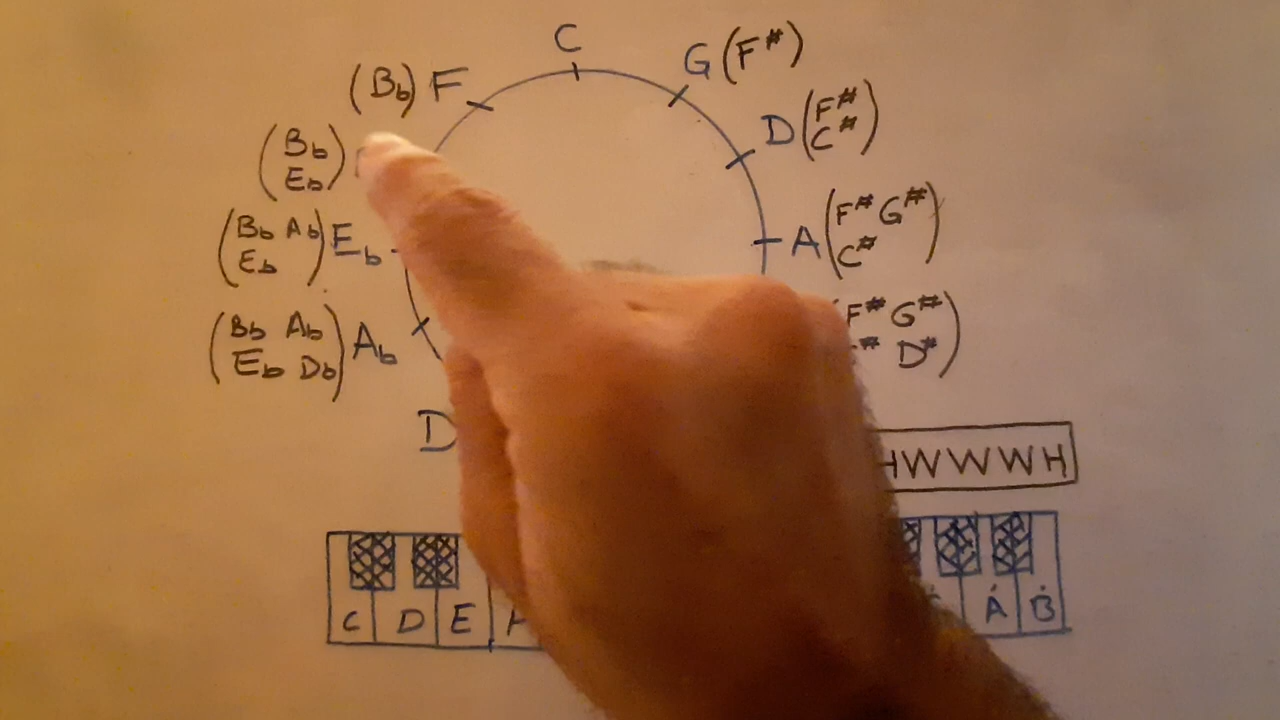 C
G (F#)
(Bb) F
D (F# C#)
(Bb Eb)
A (F# G# C#)
(Bb Ab Eb) Eb
F# G# # D#)
(Bb Ab Eb Db) Ab
D
HWWWH
C D E
A B